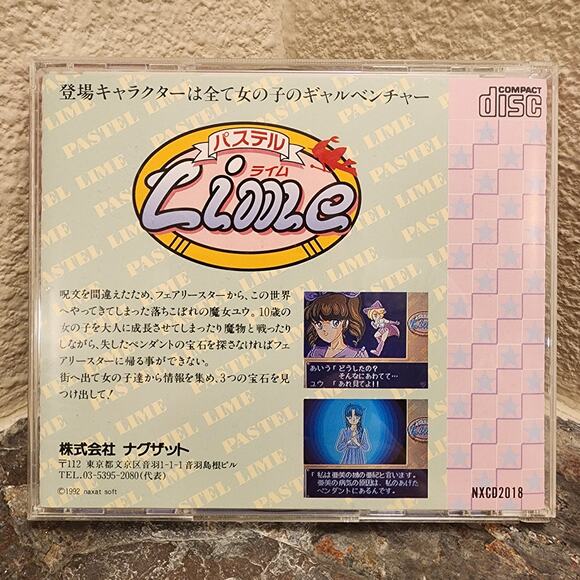 登場キャラクターは全て女の子のギャルベンチャー
COMPACT
disc
パステル
ライム
Lime
呪文を間違えたため、フェアリースターから、この世界
へやってきてしまった落ちこぼれの魔女ユウ。10歳の
女の子を大人に成長させてしまったり魔物と戦ったり
しながら、失したペンダントの宝石を探さなければフェ
アリースターに帰る事ができない。
街へ出て女の子達から情報を集め、3つの宝石を見
つけ出して!
あいう「どうしたの?
そんなにあわてて…
ユウ「あれ見てよ!!
「私は亜美の姉の亜紀と言います。
亜美の病気の原因は、私のあげた
ペンダントにあるんです。
株式会社 ナグザット
〒112 東京都文京区音羽1-1-1 音羽島根ビル
TEL.03-5395-2080(代表)
©1992 naxat soft
NXCD2018
PASTEL LIME